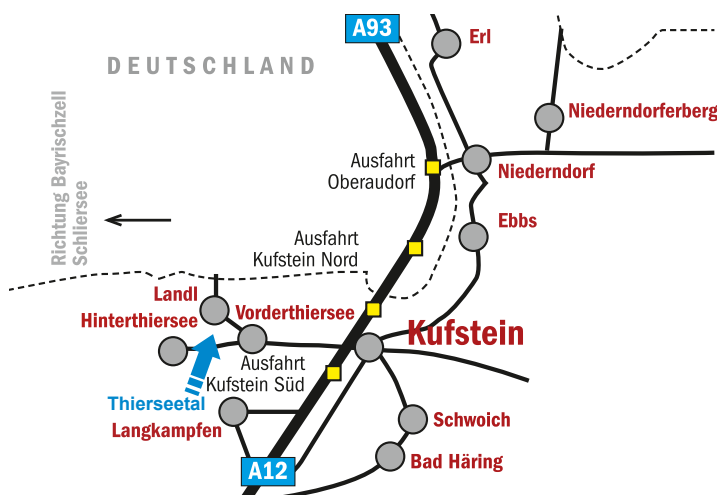 A93
Erl
DEUTSCHLAND
Niederndorferberg
Richtung Bayrischzell
Schliersee
Ausfahrt
Oberaudorf
Niederndorf
Ebbs
Ausfahrt
Kufstein Nord
Landl
Hinterthiersee
Vorderthiersee
Kufstein
Ausfahrt
Kufstein Süd
Thierseetal
Langkampfen
Schwoich
Bad Häring
A12